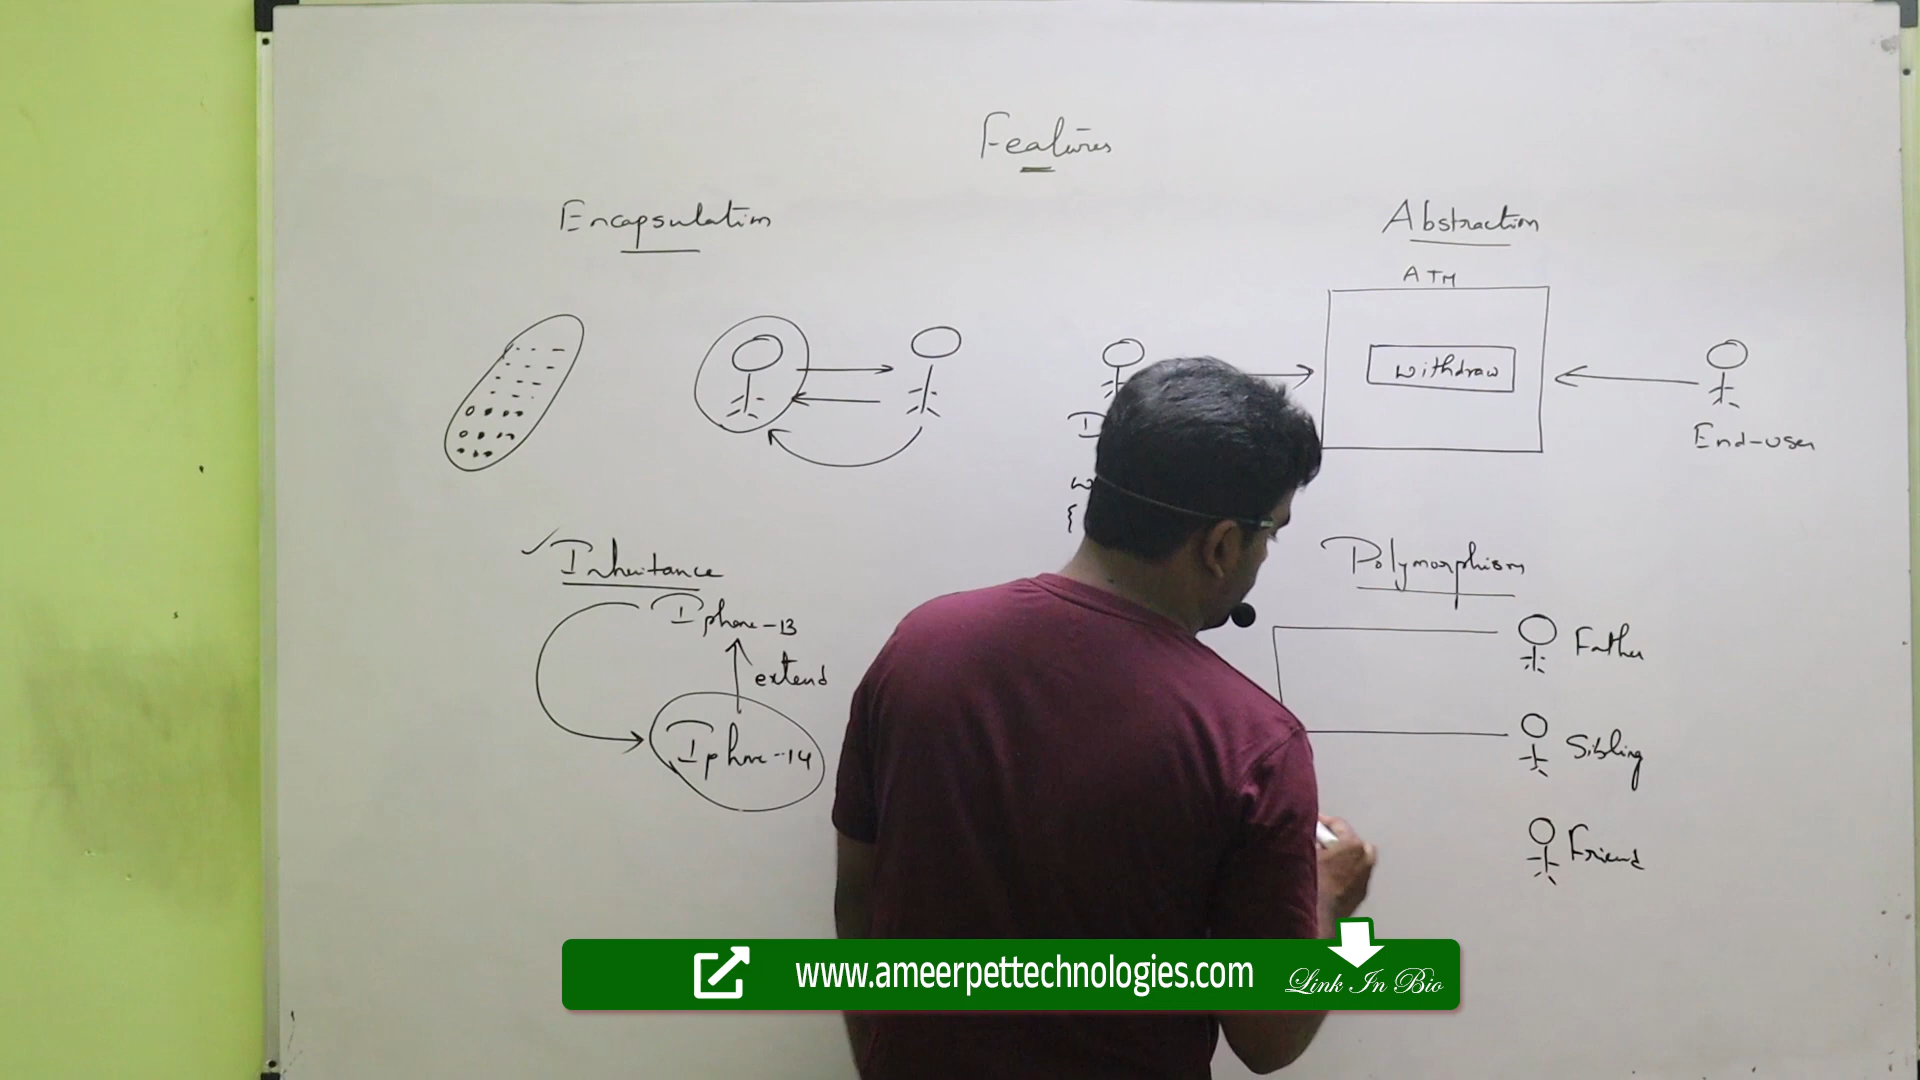 Features
Encapsulation
Abstraction
ATM
withdraw
End-user
Inheritance
Iphone-13
extend
Iphone-14
Polymorphism
Father
Sibling
Friend
www.ameerpettechnologies.com
Link In Bio